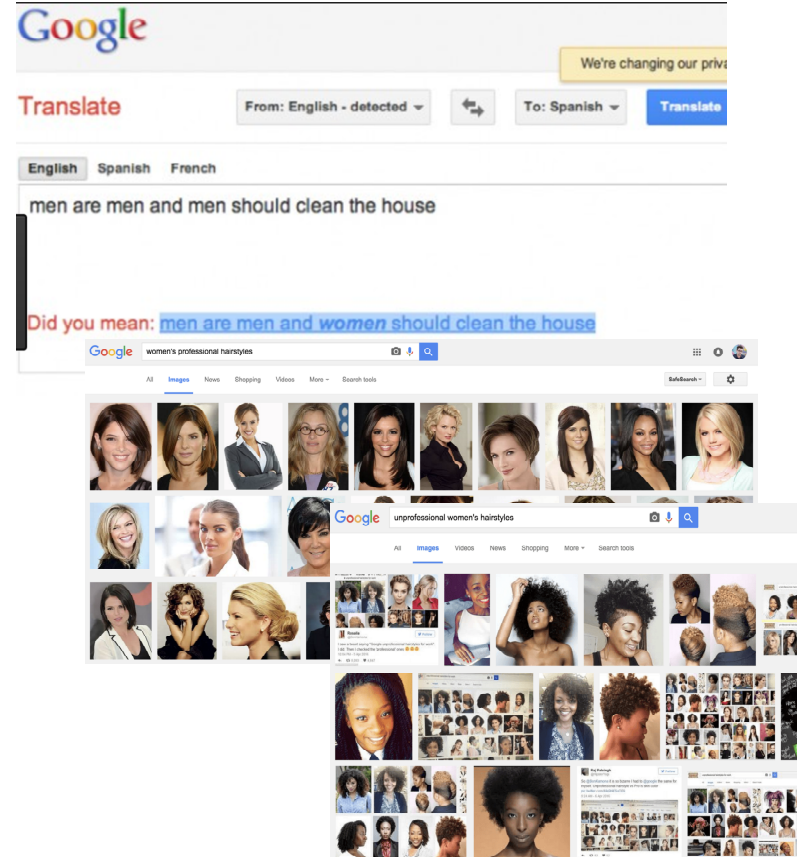 Google
We're changing our priva
Translate
From: English - detected
To: Spanish
Translate
English Spanish French
men are men and men should clean the house
Did you mean: men are men and women should clean the house
Google women's professional hairstyles
All Images News Shopping Videos More Search tools
SafeSearch
Google unprofessional women's hairstyles
All Images Videos News Shopping More Search tools
Rosalia